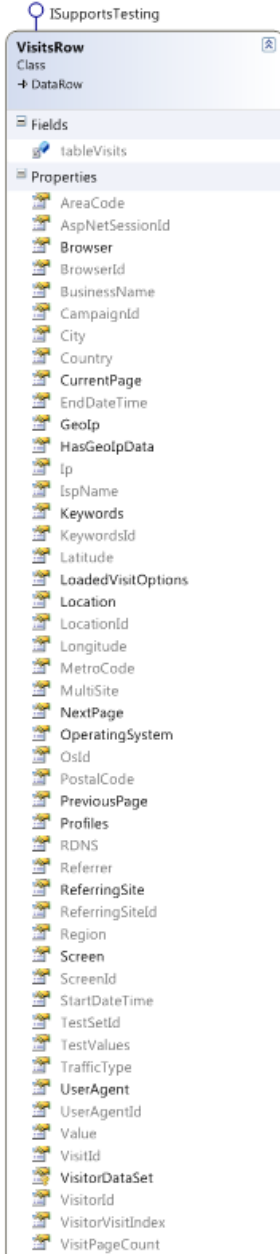 ISupportsTesting
VisitsRow
Class
DataRow
Fields
tableVisits
Properties
AreaCode
AspNetSessionId
Browser
BrowserId
BusinessName
CampaignId
City
Country
CurrentPage
EndDateTime
GeoIp
HasGeoIpData
Ip
IspName
Keywords
KeywordsId
Latitude
LoadedVisitOptions
Location
LocationId
Longitude
MetroCode
MultiSite
NextPage
OperatingSystem
OsId
PostalCode
PreviousPage
Profiles
RDNS
Referrer
ReferringSite
ReferringSiteId
Region
Screen
ScreenId
StartDateTime
TestSetId
TestValues
TrafficType
UserAgent
UserAgentId
Value
VisitId
VisitorDataSet
VisitorId
VisitorVisitIndex
VisitPageCount